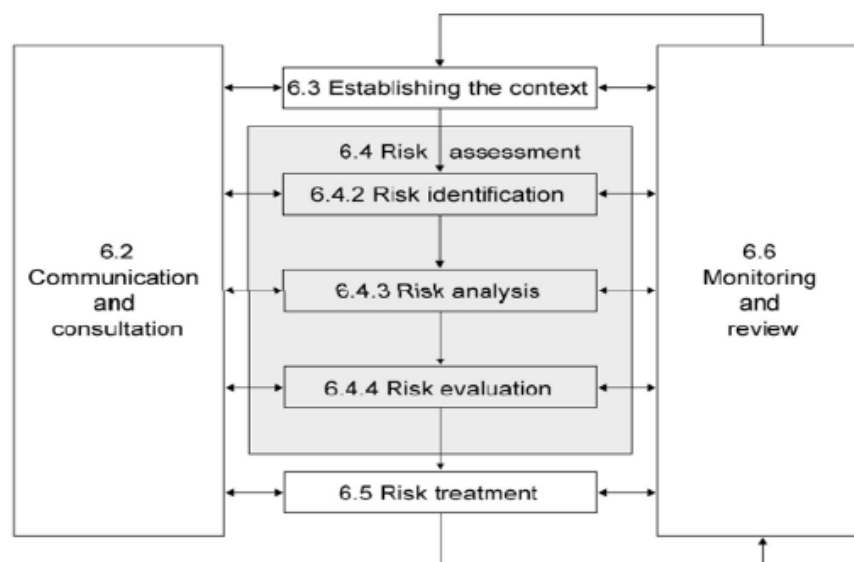 6.3 Establishing the context
6.4 Risk assessment
6.4.2 Risk identification
6.2
Communication
and
consultation
6.4.3 Risk analysis
6.6
Monitoring
and
review
6.4.4 Risk evaluation
6.5 Risk treatment